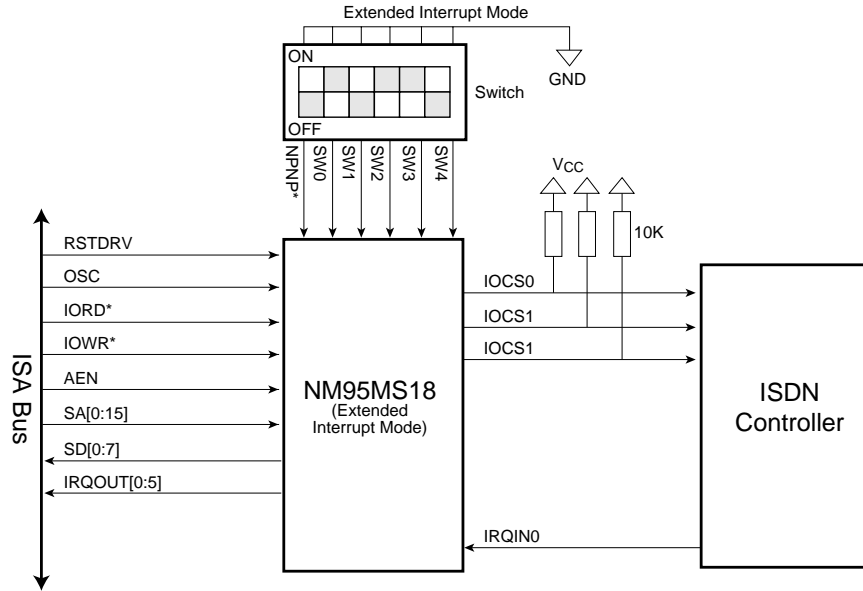 Extended Interrupt Mode
GND
ON
OFF
Switch
NPNP*
SW0
SW1
SW2
SW3
SW4
VCC
10K
ISA Bus
RSTDRV
OSC
IORD*
IOWR*
AEN
SA[0:15]
SD[0:7]
IRQOUT[0:5]
NM95MS18
(Extended
Interrupt Mode)
IOCS0
IOCS1
IOCS1
IRQIN0
ISDN
Controller